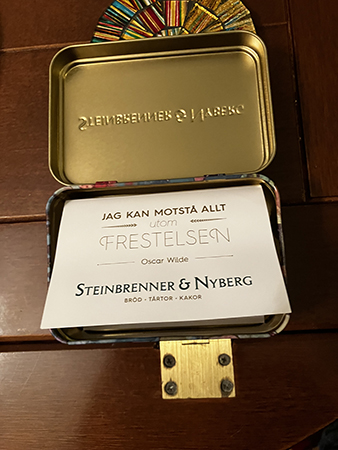 STEINBRENNER & NYBERG
JAG KAN MOTSTÅ ALLT
utom
FRESTELSEN
Oscar Wilde
STEINBRENNER & NYBERG
BRÖD - TÅRTOR - KAKOR